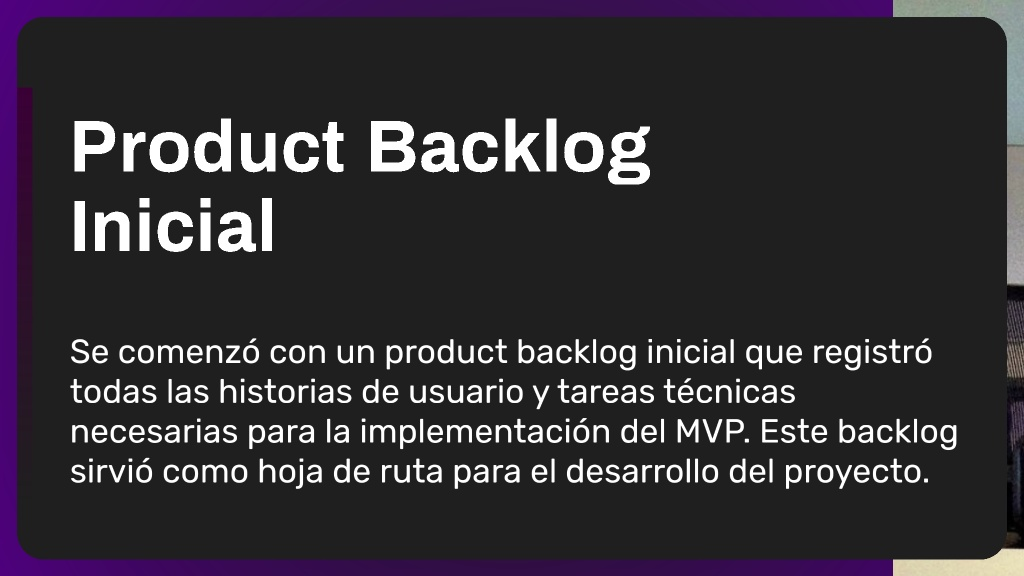 Product Backlog
Inicial
Se comenzó con un product backlog inicial que registró
todas las historias de usuario y tareas técnicas
necesarias para la implementación del MVP. Este backlog
sirvió como hoja de ruta para el desarrollo del proyecto.